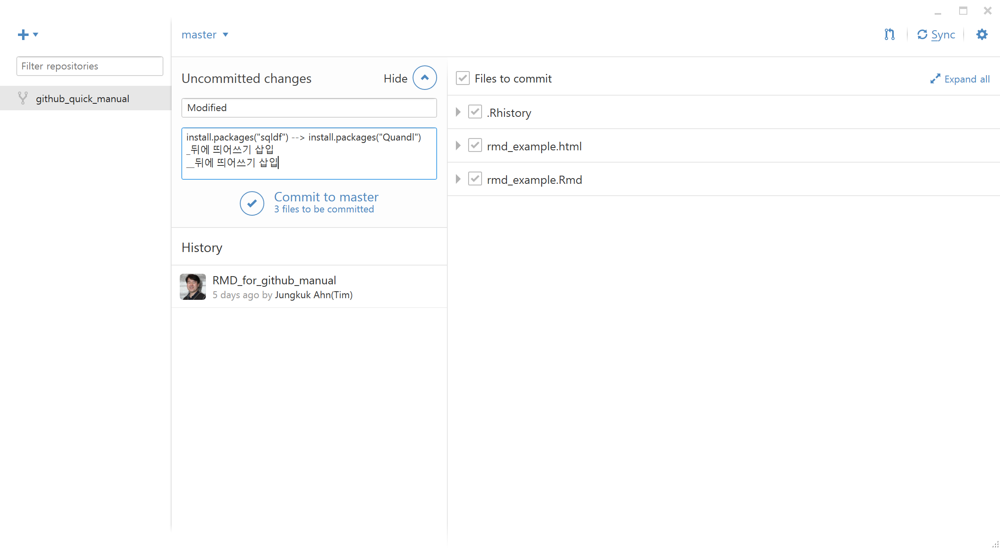 master
Sync
Filter repositories
github_quick_manual
Uncommitted changes
Hide
Modified
install.packages("sqldf") --> install.packages("Quandl")
_뒤에 띄어쓰기 삽입
__뒤에 띄어쓰기 삽입
Commit to master
3 files to be committed
History
RMD_for_github_manual
5 days ago by Jungkuk Ahn(Tim)
Files to commit
Expand all
.Rhistory
rmd_example.html
rmd_example.Rmd